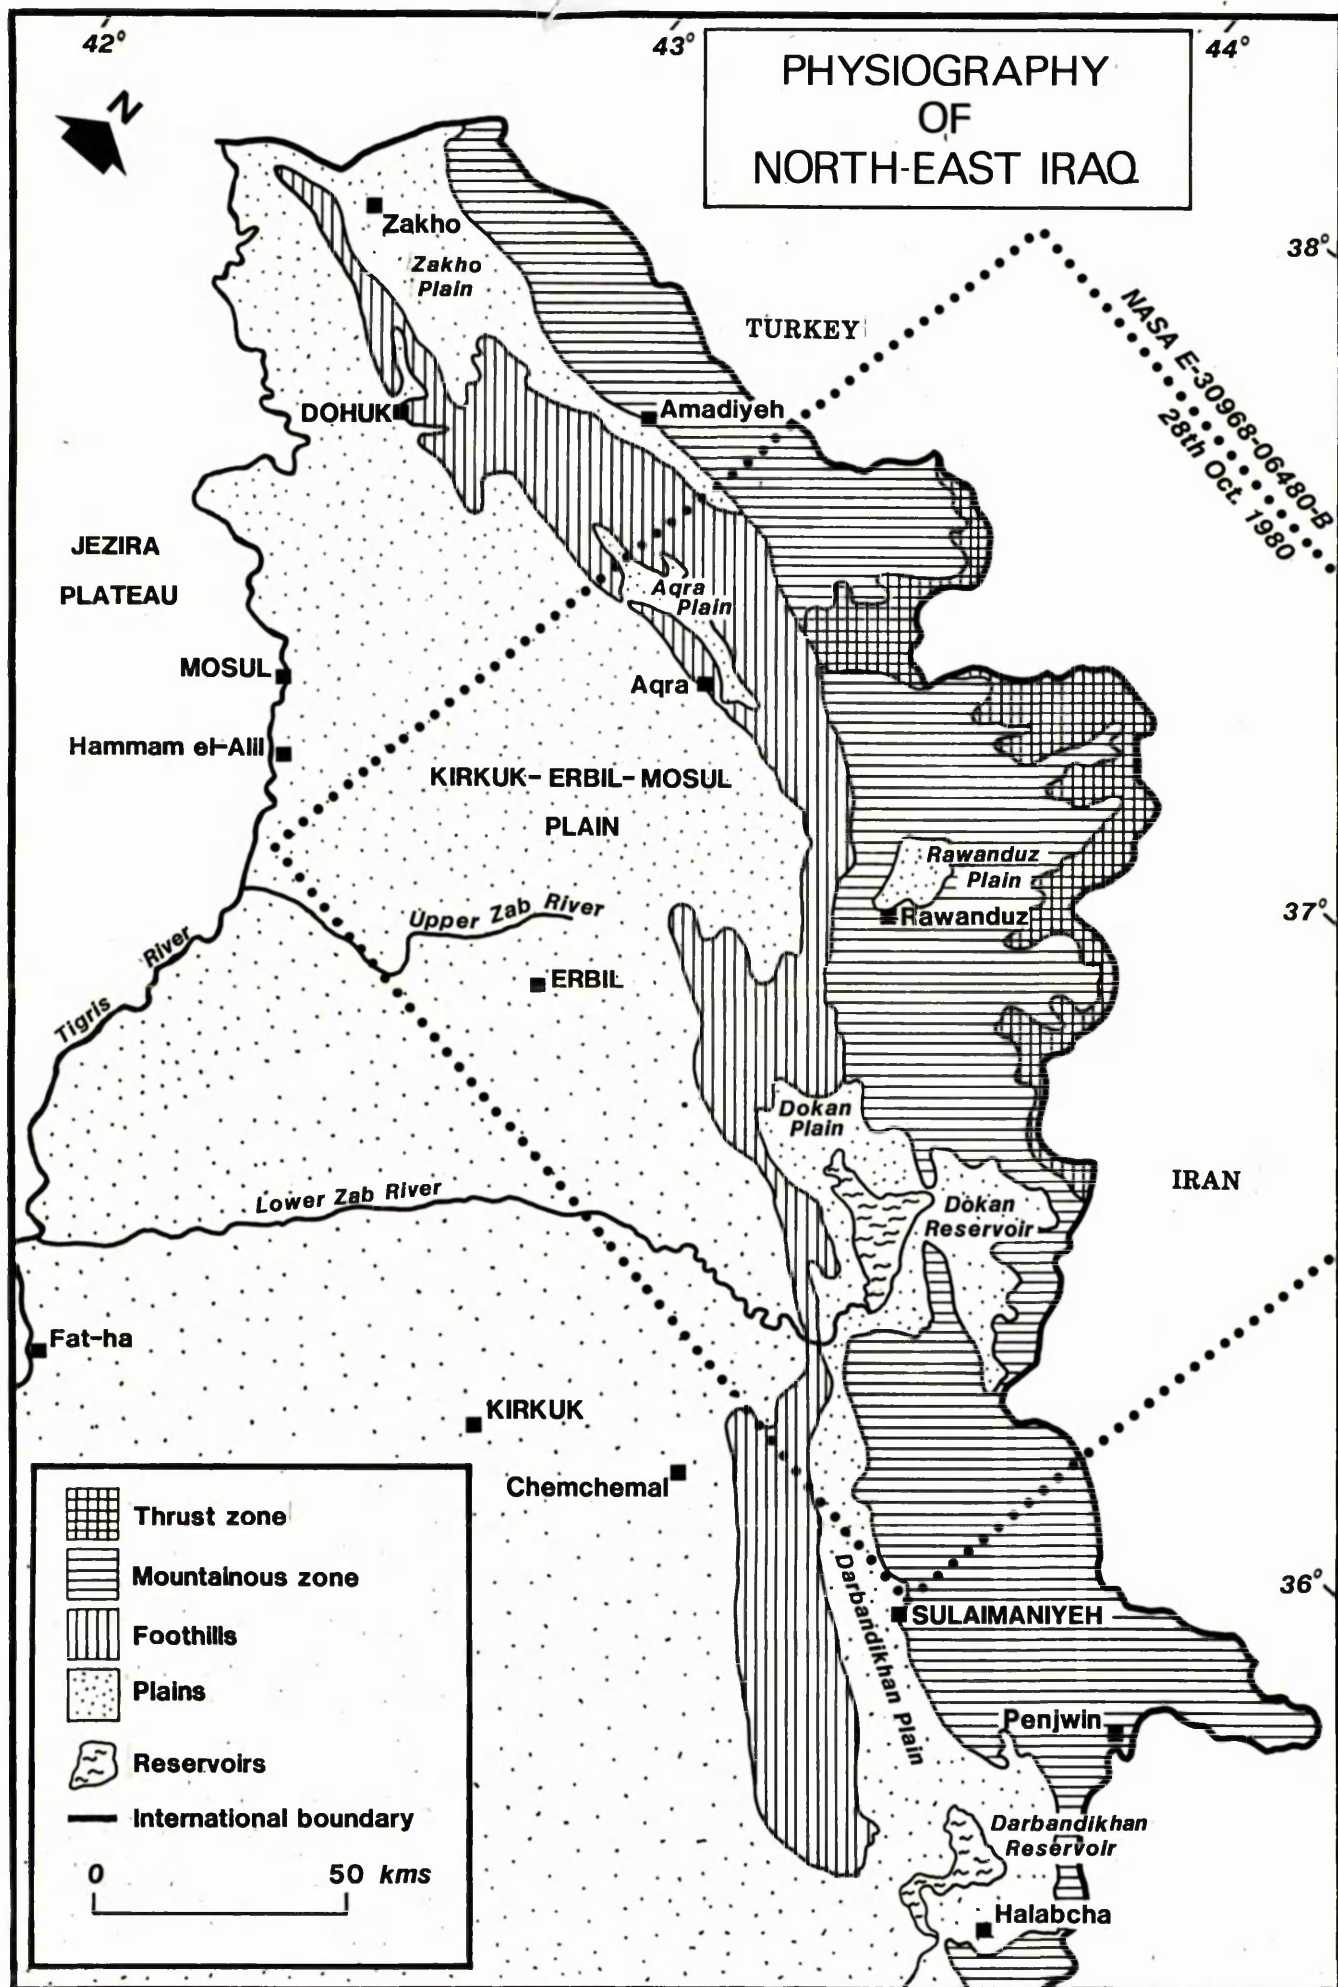 42°
43°
44°
PHYSIOGRAPHY
OF
NORTH-EAST IRAQ
N
38°
Zakho
Zakho
Plain
TURKEY
NASA E-30968-06480-B
28th Oct. 1980
DOHUK
Amadiyeh
JEZIRA
PLATEAU
Aqra
Plain
MOSUL
Aqra
Hammam el-Alil
KIRKUK-ERBIL-MOSUL
PLAIN
Rawanduz
Plain
Rawanduz
37°
Upper Zab River
ERBIL
Tigris River
Dokan
Plain
IRAN
Lower Zab River
Dokan
Reservoir
Fat-ha
KIRKUK
Chemchemal
36°
Darbandikhan Plain
SULAIMANIYEH
Penjwin
Darbandikhan
Reservoir
Halabcha
Thrust zone
Mountainous zone
Foothills
Plains
Reservoirs
International boundary
0 50 kms